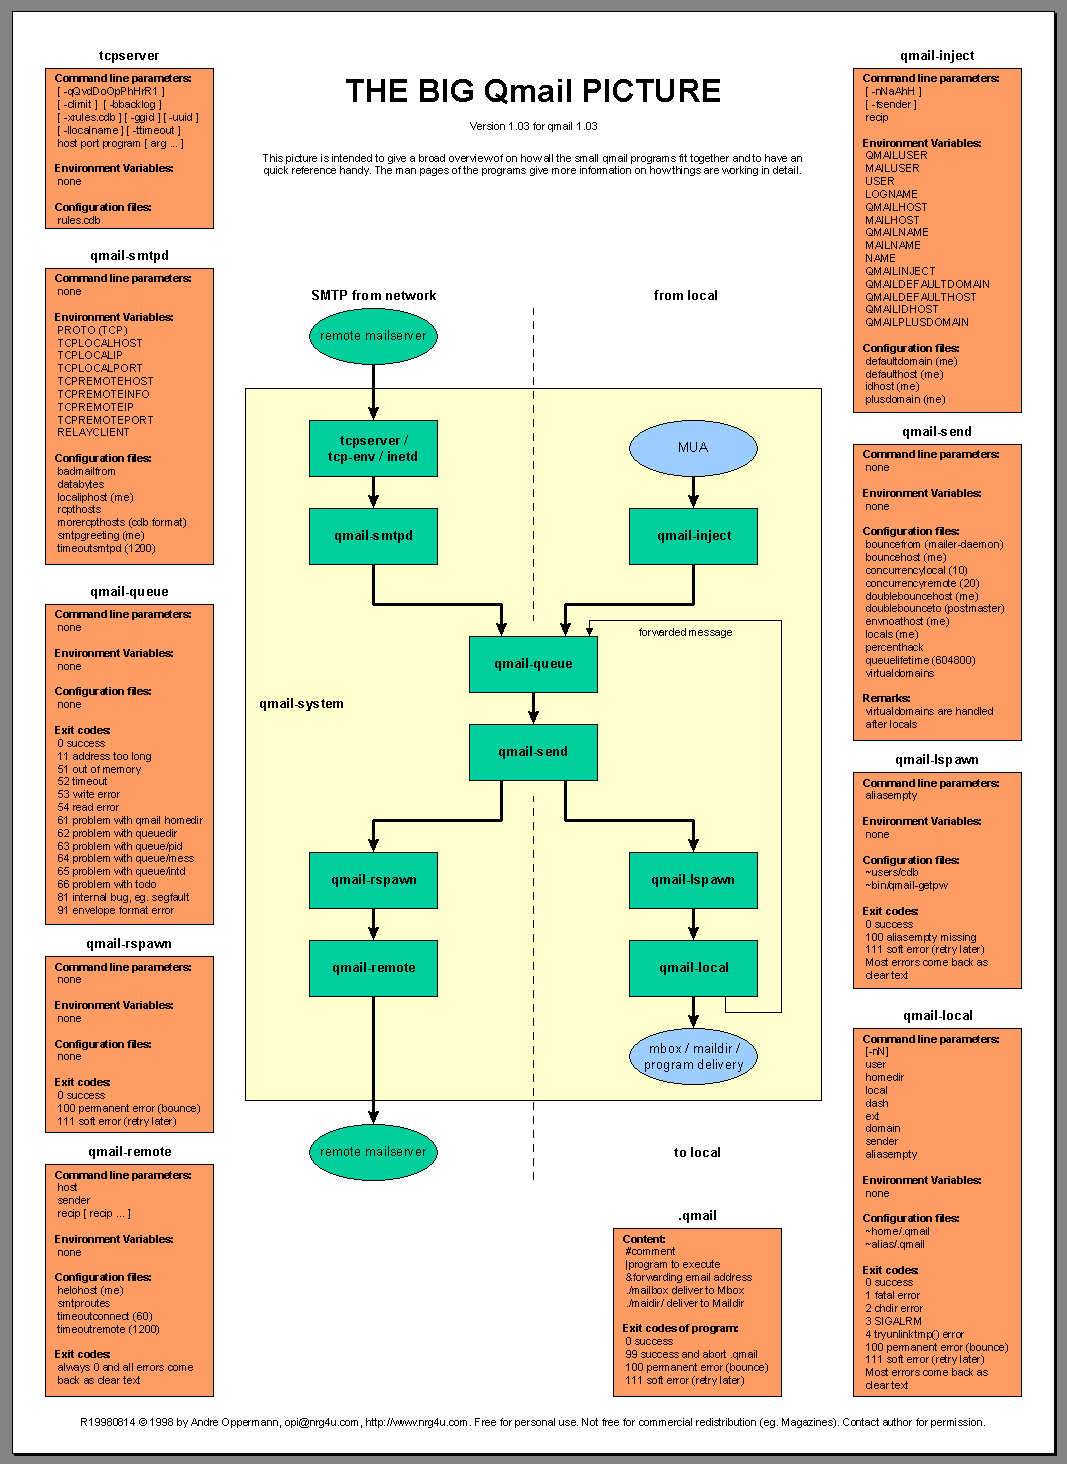 THE BIG Qmail PICTURE
Version 1.03 for qmail 1.03
This picture is intended to give a broad overview of on how all the small qmail programs fit together and to have an
quick reference handy. The man pages of the programs give more information on how things are working in detail.
tcpserver
Command line parameters:
[ -qQvdDoOpPhHrR1 ]
[ -climit ] [ -bbacklog ]
[ -xrules.cdb ] [ -ggid ] [ -uuid ]
[ -llocalname ] [ -ttimeout ]
host port program [ arg ... ]
Environment Variables:
none
Configuration files:
rules.cdb
qmail-smtpd
Command line parameters:
none
Environment Variables:
PROTO (TCP)
TCPLOCALHOST
TCPLOCALIP
TCPLOCALPORT
TCPREMOTEHOST
TCPREMOTEINFO
TCPREMOTEIP
TCPREMOTEPORT
RELAYCLIENT
Configuration files:
badmailfrom
databytes
localiphost (me)
rcpthosts
morercpthosts (cdb format)
smtpgreeting (me)
timeoutsmtpd (1200)
qmail-queue
Command line parameters:
none
Environment Variables:
none
Configuration files:
none
Exit codes:
0 success
11 address too long
51 out of memory
52 timeout
53 write error
54 read error
61 problem with qmail homedir
62 problem with queuedir
63 problem with queue/pid
64 problem with queue/mess
65 problem with queue/intd
66 problem with todo
81 internal bug, eg. segfault
91 envelope format error
qmail-rspawn
Command line parameters:
none
Environment Variables:
none
Configuration files:
none
Exit codes:
0 success
100 permanent error (bounce)
111 soft error (retry later)
qmail-remote
Command line parameters:
host
sender
recip [ recip ... ]
Environment Variables:
none
Configuration files:
helohost (me)
smtproutes
timeoutconnect (60)
timeoutremote (1200)
Exit codes:
always 0 and all errors come
back as clear text
SMTP from network
from local
remote mailserver
tcpserver /
tcp-env / inetd
MUA
qmail-smtpd
qmail-inject
forwarded message
qmail-queue
qmail-system
qmail-send
qmail-rspawn
qmail-lspawn
qmail-remote
qmail-local
mbox / maildir /
program delivery
remote mailserver
to local
.qmail
Content:
#comment
|program to execute
&forwarding email address
./mailbox deliver to Mbox
./maidir/ deliver to Maildir
Exit codes of program:
0 success
99 success and abort .qmail
100 permanent error (bounce)
111 soft error (retry later)
qmail-inject
Command line parameters:
[ -nNaAhH ]
[ -fsender ]
recip
Environment Variables:
QMAILUSER
MAILUSER
USER
LOGNAME
QMAILHOST
MAILHOST
QMAILNAME
MAILNAME
NAME
QMAILINJECT
QMAILDEFAULTDOMAIN
QMAILDEFAULTHOST
QMAILIDHOST
QMAILPLUSDOMAIN
Configuration files:
defaultdomain (me)
defaulthost (me)
idhost (me)
plusdomain (me)
qmail-send
Command line parameters:
none
Environment Variables:
none
Configuration files:
bouncefrom (mailer-daemon)
bouncehost (me)
concurrencylocal (10)
concurrencyremote (20)
doublebouncehost (me)
doublebounceto (postmaster)
envnoathost (me)
locals (me)
percenthack
queuelifetime (604800)
virtualdomains
Remarks:
virtualdomains are handled
after locals
qmail-lspawn
Command line parameters:
aliasempty
Environment Variables:
none
Configuration files:
~users/cdb
~bin/qmail-getpw
Exit codes:
0 success
100 aliasempty missing
111 soft error (retry later)
Most errors come back as
clear text
qmail-local
Command line parameters:
[-nN]
user
homedir
local
dash
ext
domain
sender
aliasempty
Environment Variables:
none
Configuration files:
~home/.qmail
~alias/.qmail
Exit codes:
0 success
1 fatal error
2 chdir error
3 SIGALRM
4 tryunlinktmp() error
100 permanent error (bounce)
111 soft error (retry later)
Most errors come back as
clear text
R19980814 © 1998 by Andre Oppermann, opi@nrg4u.com, http://www.nrg4u.com. Free for personal use. Not free for commercial redistribution (eg. Magazines). Contact author for permission.